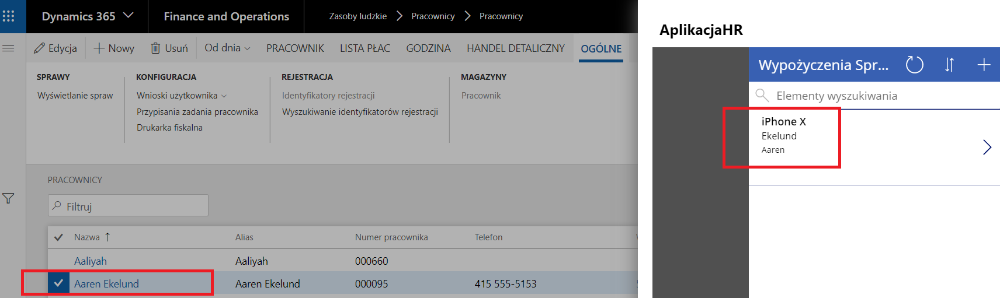 Dynamics 365
Finance and Operations
Zasoby ludzkie
Pracownicy
Pracownicy
Edycja
Nowy
Usuń
Od dnia
PRACOWNIK
LISTA PŁAC
GODZINA
HANDEL DETALICZNY
OGÓLNE
SPRAWY
Wyświetlanie spraw
KONFIGURACJA
Wnioski użytkownika
Przypisania zadania pracownika
Drukarka fiskalna
REJESTRACJA
Identyfikatory rejestracji
Wyszukiwanie identyfikatorów rejestracji
MAGAZYNY
Pracownik
PRACOWNICY
Filtruj
Nazwa Alias Numer pracownika Telefon
Aaliyah Aaliyah 000660
Aaren Ekelund Aaren Ekelund 000095 415 555-5153
AplikacjaHR
Wypożyczenia Spr...
Elementy wyszukiwania
iPhone X
Ekelund
Aaren